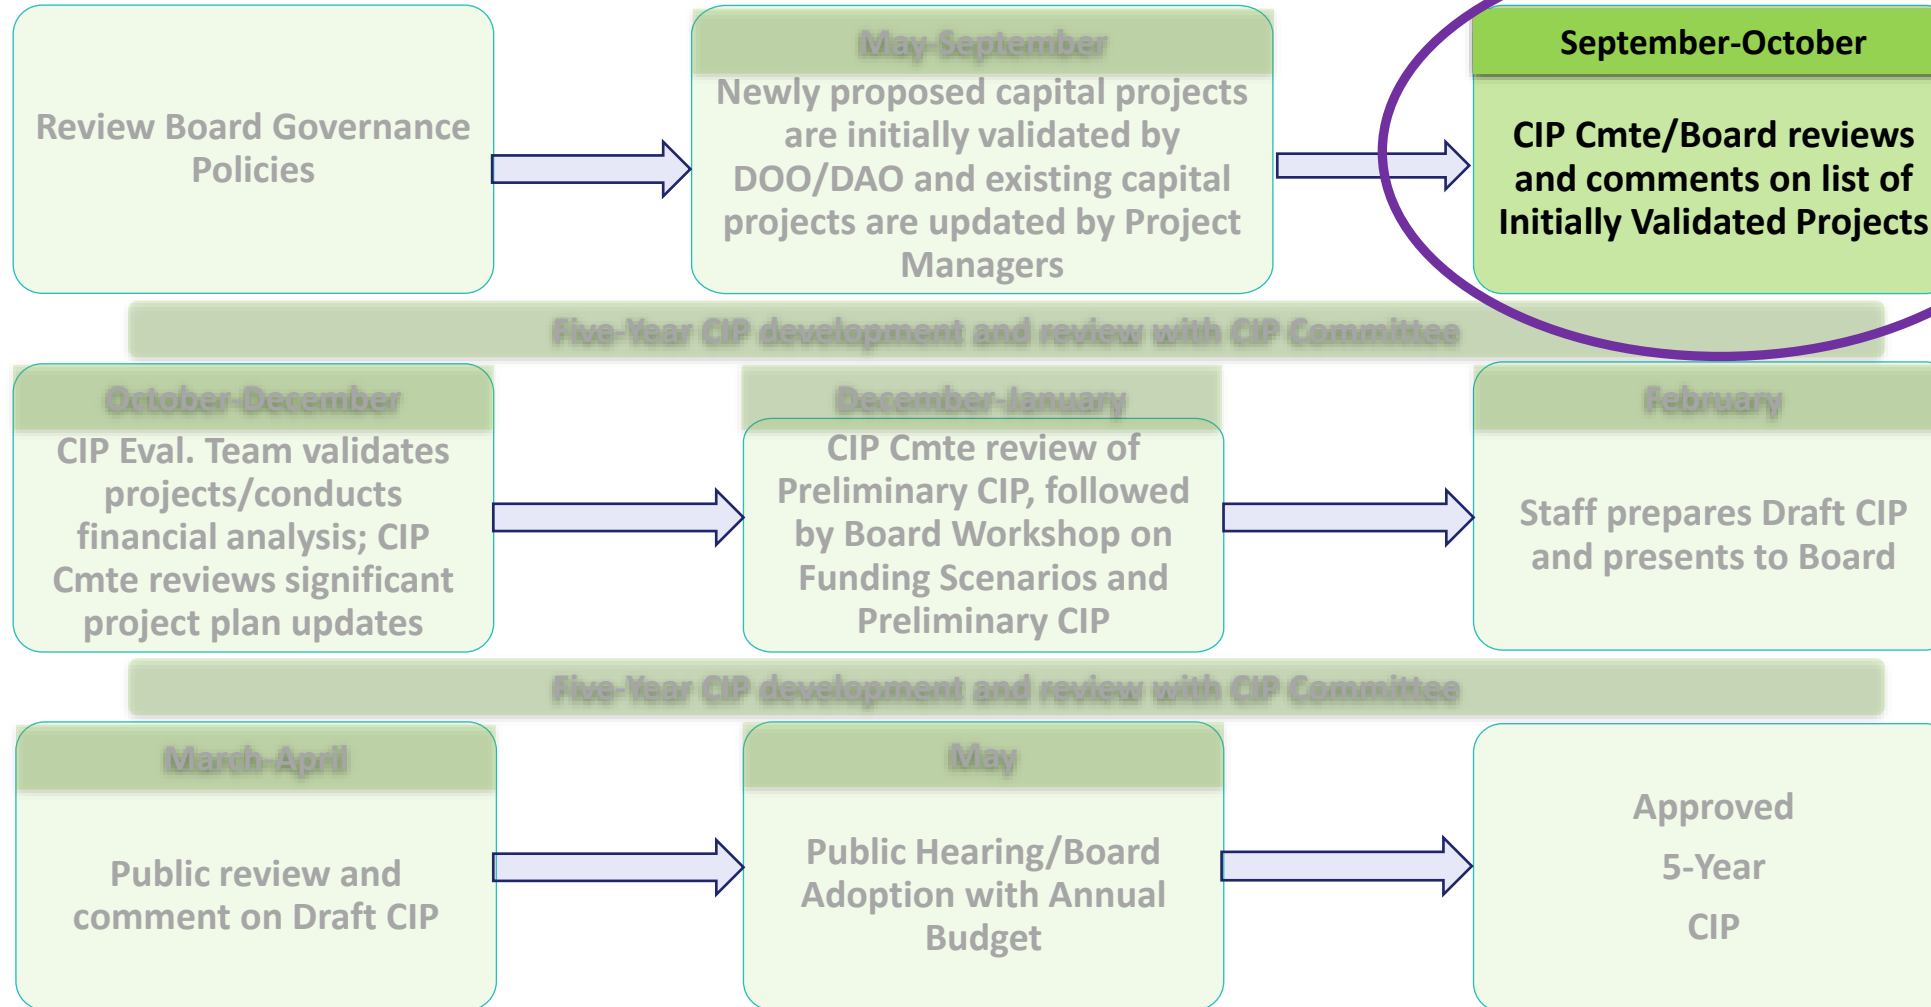 Review Board Governance
Policies
May-September
Newly proposed capital projects
are initially validated by
DOO/DAO and existing capital
projects are updated by Project
Managers
September-October
CIP Cmte/Board reviews
and comments on list of
Initially Validated Projects
Five-Year CIP development and review with CIP Committee
October-December
CIP Eval. Team validates
projects/conducts
financial analysis; CIP
Cmte reviews significant
project plan updates
December-January
CIP Cmte review of
Preliminary CIP, followed
by Board Workshop on
Funding Scenarios and
Preliminary CIP
February
Staff prepares Draft CIP
and presents to Board
Five-Year CIP development and review with CIP Committee
March-April
Public review and
comment on Draft CIP
May
Public Hearing/Board
Adoption with Annual
Budget
Approved
5-Year
CIP